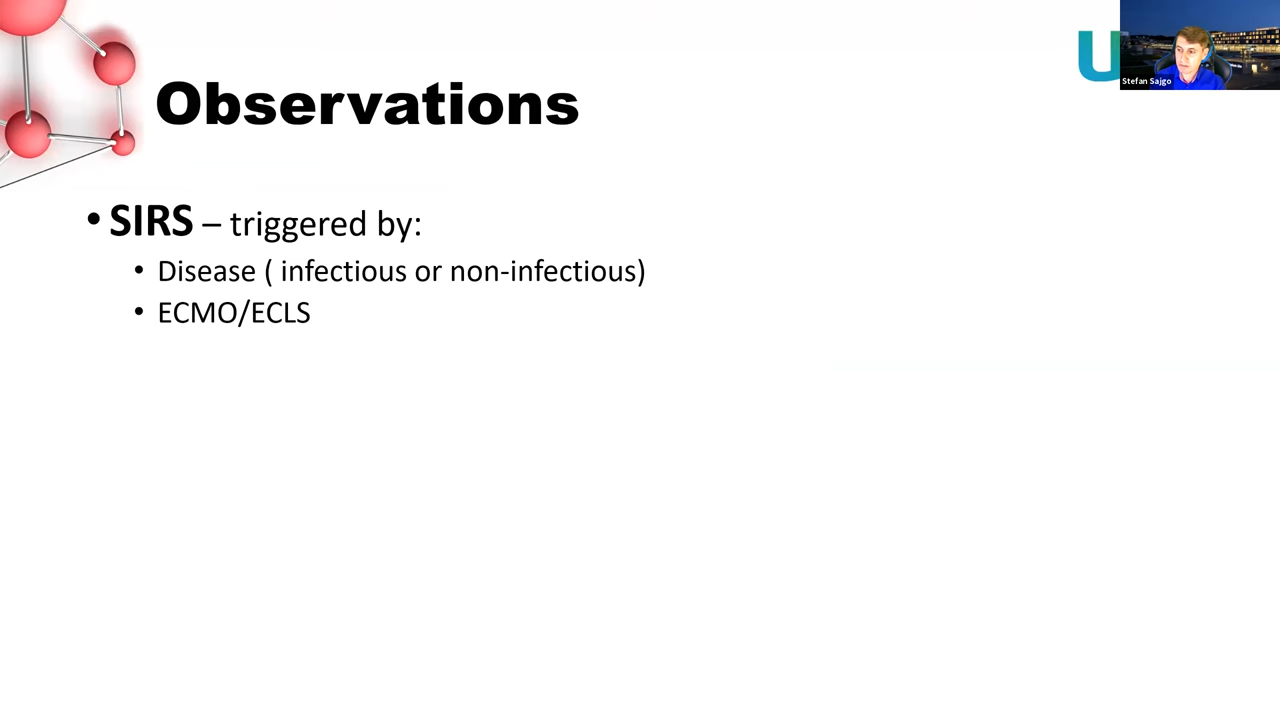 U
Stefan Sajgo
Observations
• SIRS – triggered by:
• Disease ( infectious or non-infectious)
• ECMO/ECLS